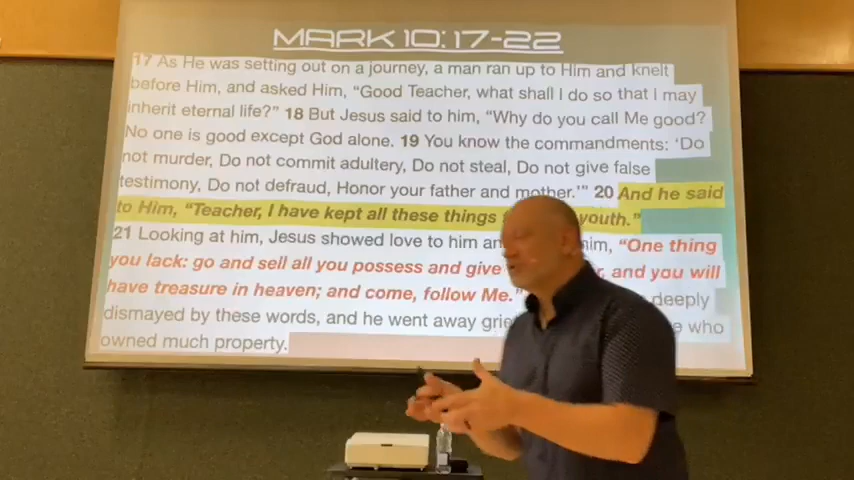 MARK 10:17-22
17 As He was setting out on a journey, a man ran up to Him and knelt
before Him, and asked Him, “Good Teacher, what shall I do so that I may
inherit eternal life?” 18 But Jesus said to him, “Why do you call Me good?
No one is good except God alone. 19 You know the commandments: ‘Do
not murder, Do not commit adultery, Do not steal, Do not give false
testimony, Do not defraud, Honor your father and mother.’” 20 And he said
to Him, “Teacher, I have kept all these things youth.”
21 Looking at him, Jesus showed love to him him, “One thing
you lack: go and sell all you possess and give and you will
have treasure in heaven; and come, follow Me.” deeply
dismayed by these words, and he went away who
owned much property.